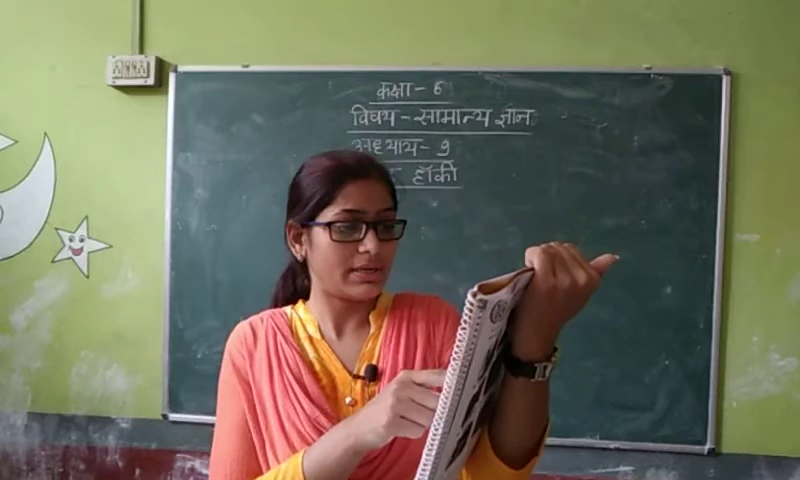 कक्षा - 6
विषय - सामान्य ज्ञान
अध्याय - 9
हॉकी